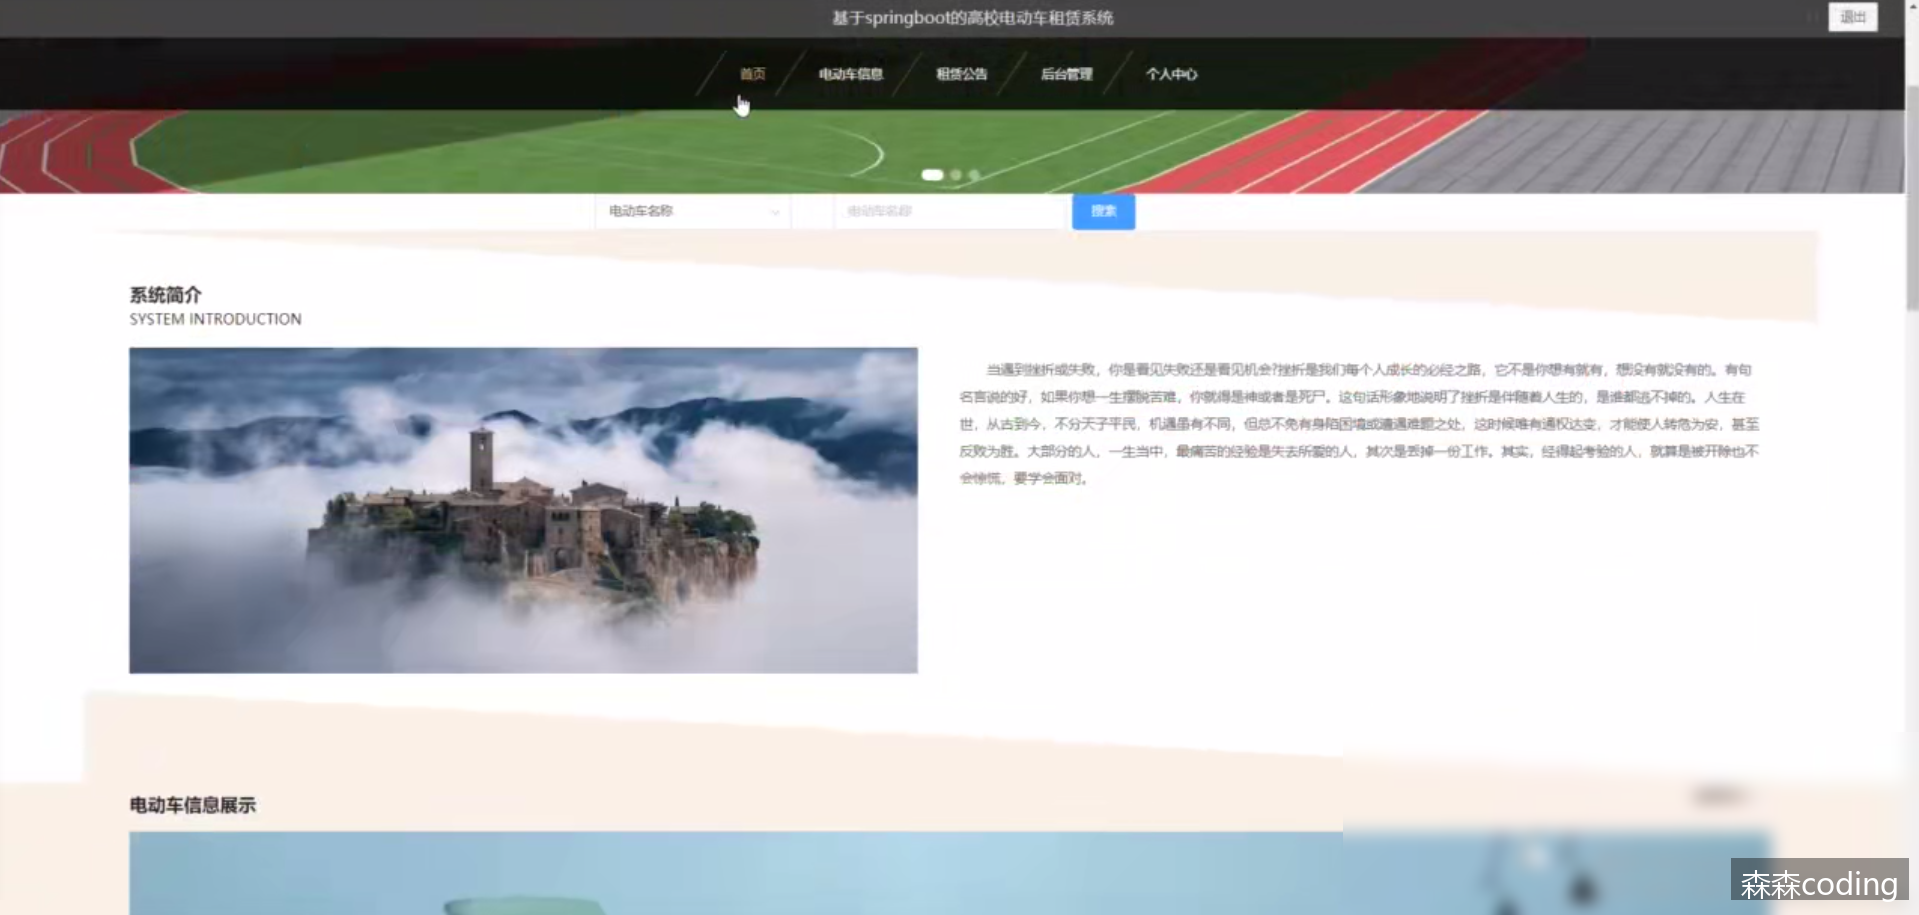 基于springboot的高校电动车租赁系统
退出
首页
电动车信息
租赁公告
后台管理
个人中心
电动车名称
电动车名称
搜索
系统简介
SYSTEM INTRODUCTION
当遇到挫折或失败，你是看见失败还是看见机会?挫折是我们每个人成长的必经之路，它不是你想有就有，想没有就没有的。有句
名言说的好，如果你想一生摆脱苦难，你就得是神或者是死尸。这句话形象地说明了挫折是伴随着人生的，是谁都逃不掉的。人生在
世，从古到今，不分天子平民，机遇虽有不同，但总不免有身陷困境或遭遇难题之处，这时候唯有通权达变，才能使人转危为安，甚至
反败为胜。大部分的人，一生当中，最痛苦的经验是失去所爱的人，其次是丢掉一份工作。其实，经得起考验的人，就算是被开除也不
会惊慌，要学会面对。
电动车信息展示
森森coding